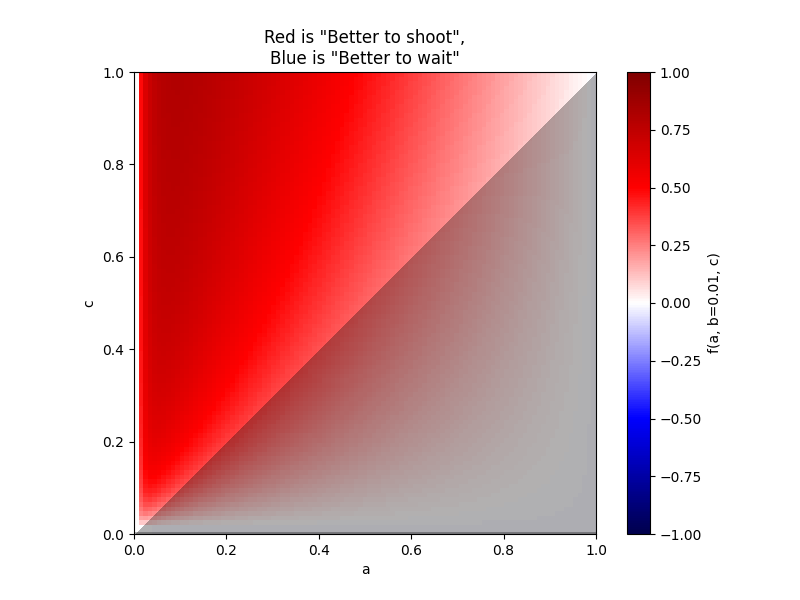 Red is "Better to shoot",
Blue is "Better to wait"
1.0
0.8
0.6
0.4
0.2
0.0
c
0.0 0.2 0.4 0.6 0.8 1.0
a
1.00
0.75
0.50
0.25
0.00
−0.25
−0.50
−0.75
−1.00
f(a, b=0.01, c)